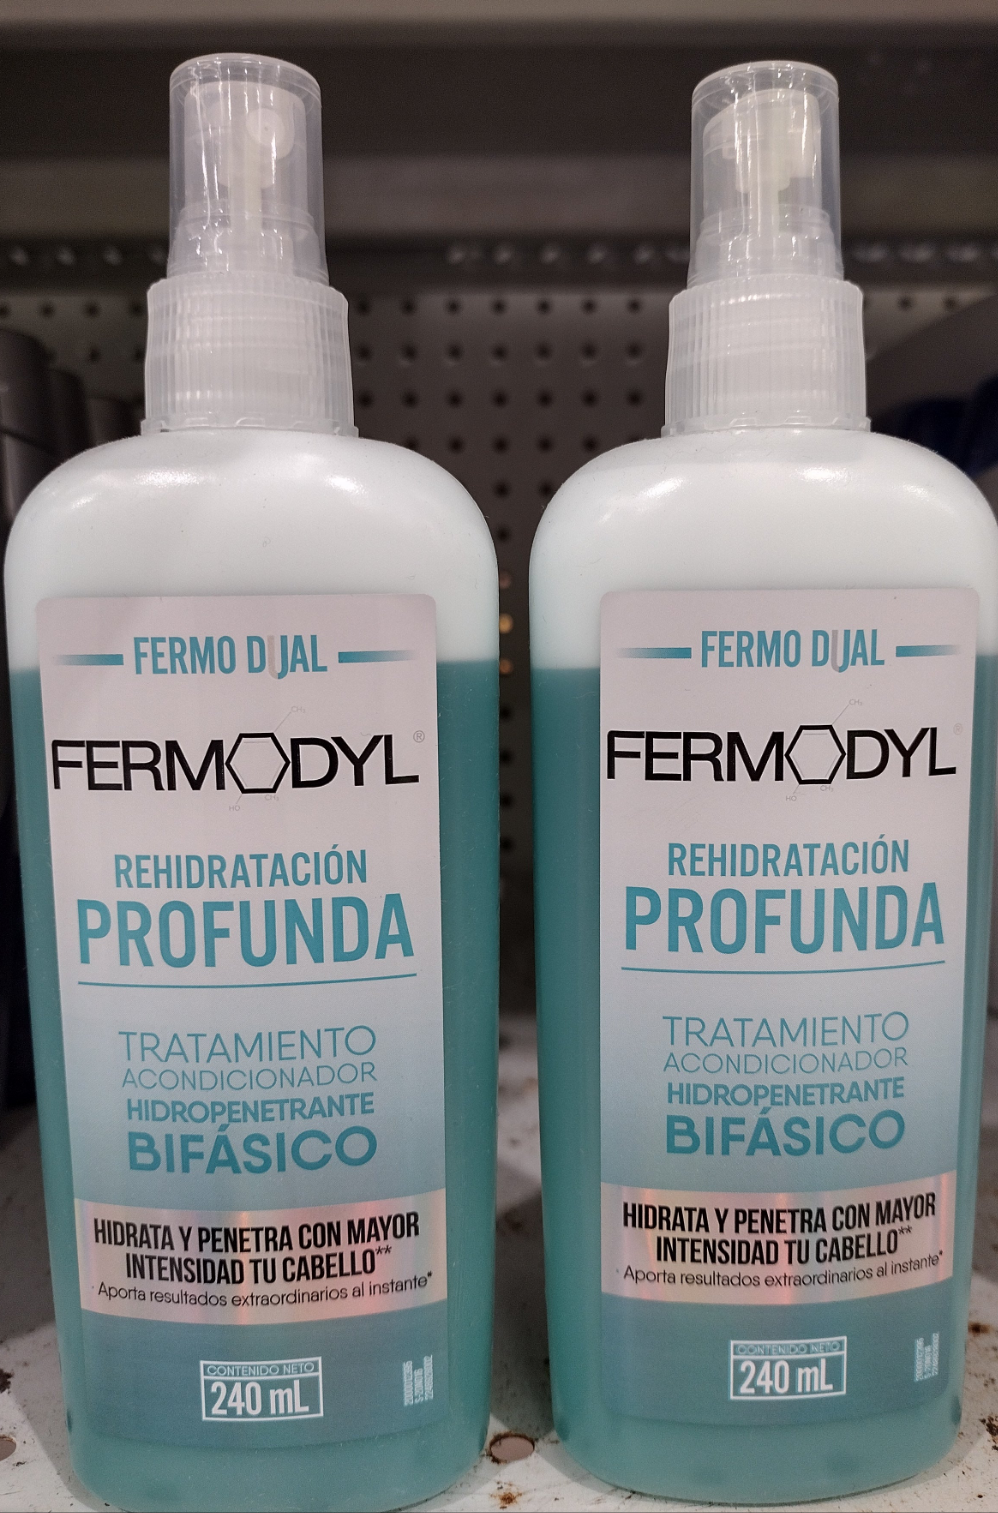 FERMO DUAL
FERMODYL®
REHIDRATACIÓN
PROFUNDA
TRATAMIENTO
ACONDICIONADOR
HIDROPENETRANTE
BIFÁSICO
HIDRATA Y PENETRA CON MAYOR
INTENSIDAD TU CABELLO**
Aporta resultados extraordinarios al instante*
CONTENIDO NETO
240 mL
FERMO DUAL
FERMODYL®
REHIDRATACIÓN
PROFUNDA
TRATAMIENTO
ACONDICIONADOR
HIDROPENETRANTE
BIFÁSICO
HIDRATA Y PENETRA CON MAYOR
INTENSIDAD TU CABELLO**
Aporta resultados extraordinarios al instante*
CONTENIDO NETO
240 mL